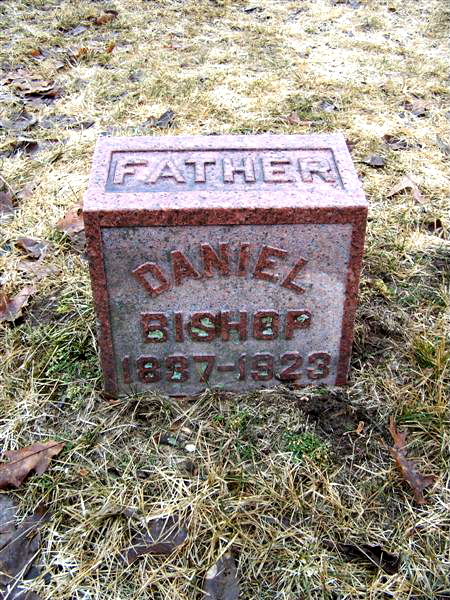 FATHER
DANIEL
BISHOP
1837-1923